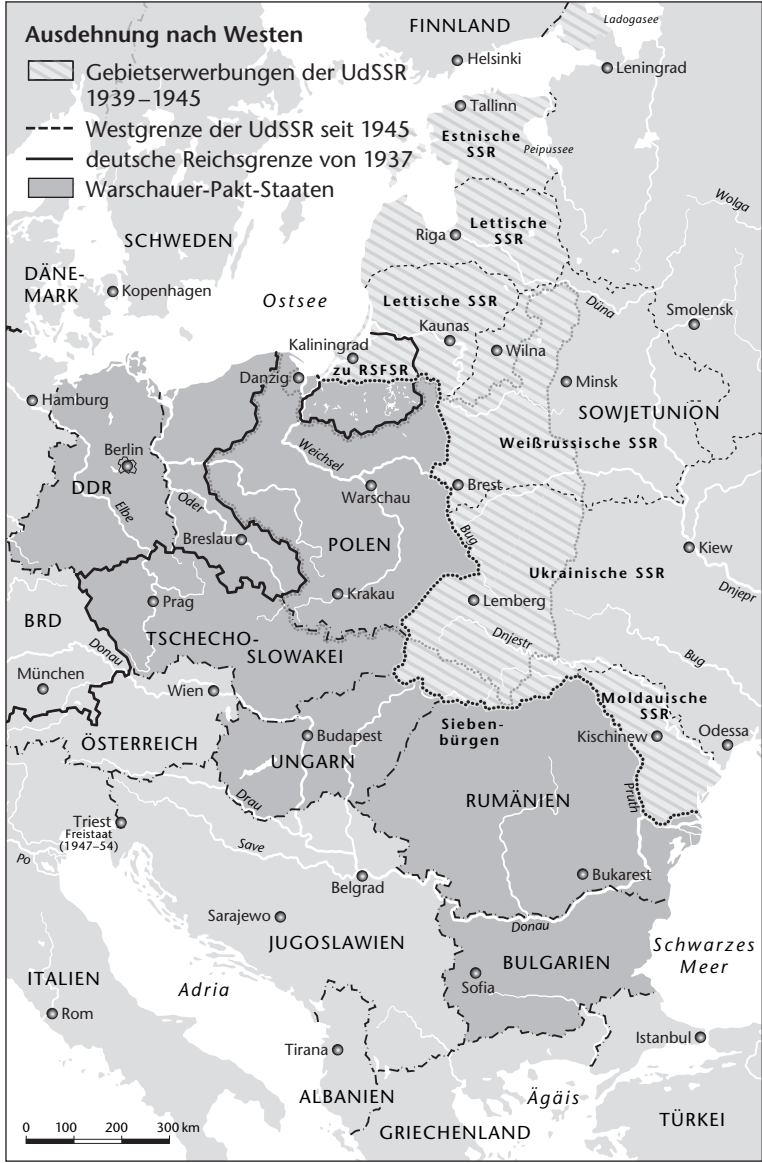 Ausdehnung nach Westen
Gebietserwerbungen der UdSSR
1939–1945
Westgrenze der UdSSR seit 1945
deutsche Reichsgrenze von 1937
Warschauer-Pakt-Staaten
FINNLAND
Ladogasee
Helsinki
Leningrad
Tallinn
Estnische
SSR
Peipussee
Wolga
Lettische
SSR
Riga
SCHWEDEN
DÄNE-
MARK
Kopenhagen
Ostsee
Lettische SSR
Düna
Smolensk
Kaunas
Wilna
Kaliningrad
zu RSFSR
Danzig
Minsk
Hamburg
SOWJETUNION
Weichsel
Weißrussische SSR
Berlin
DDR
Elbe
Oder
Warschau
Brest
Breslau
POLEN
Bug
Kiew
Ukrainische SSR
Dnjepr
Krakau
Lemberg
Prag
BRD
TSCHECHO-
SLOWAKEI
Dnjestr
Bug
Donau
München
Wien
Moldauische
SSR
Sieben-
bürgen
Kischinew
Odessa
ÖSTERREICH
Budapest
UNGARN
RUMÄNIEN
Pruth
Drau
Triest
Freistaat
(1947–54)
Save
Po
Belgrad
Bukarest
Sarajewo
JUGOSLAWIEN
Donau
BULGARIEN
Schwarzes
Meer
Sofia
ITALIEN
Adria
Rom
Istanbul
Tirana
ALBANIEN
Ägäis
TÜRKEI
GRIECHENLAND
0 100 200 300 km